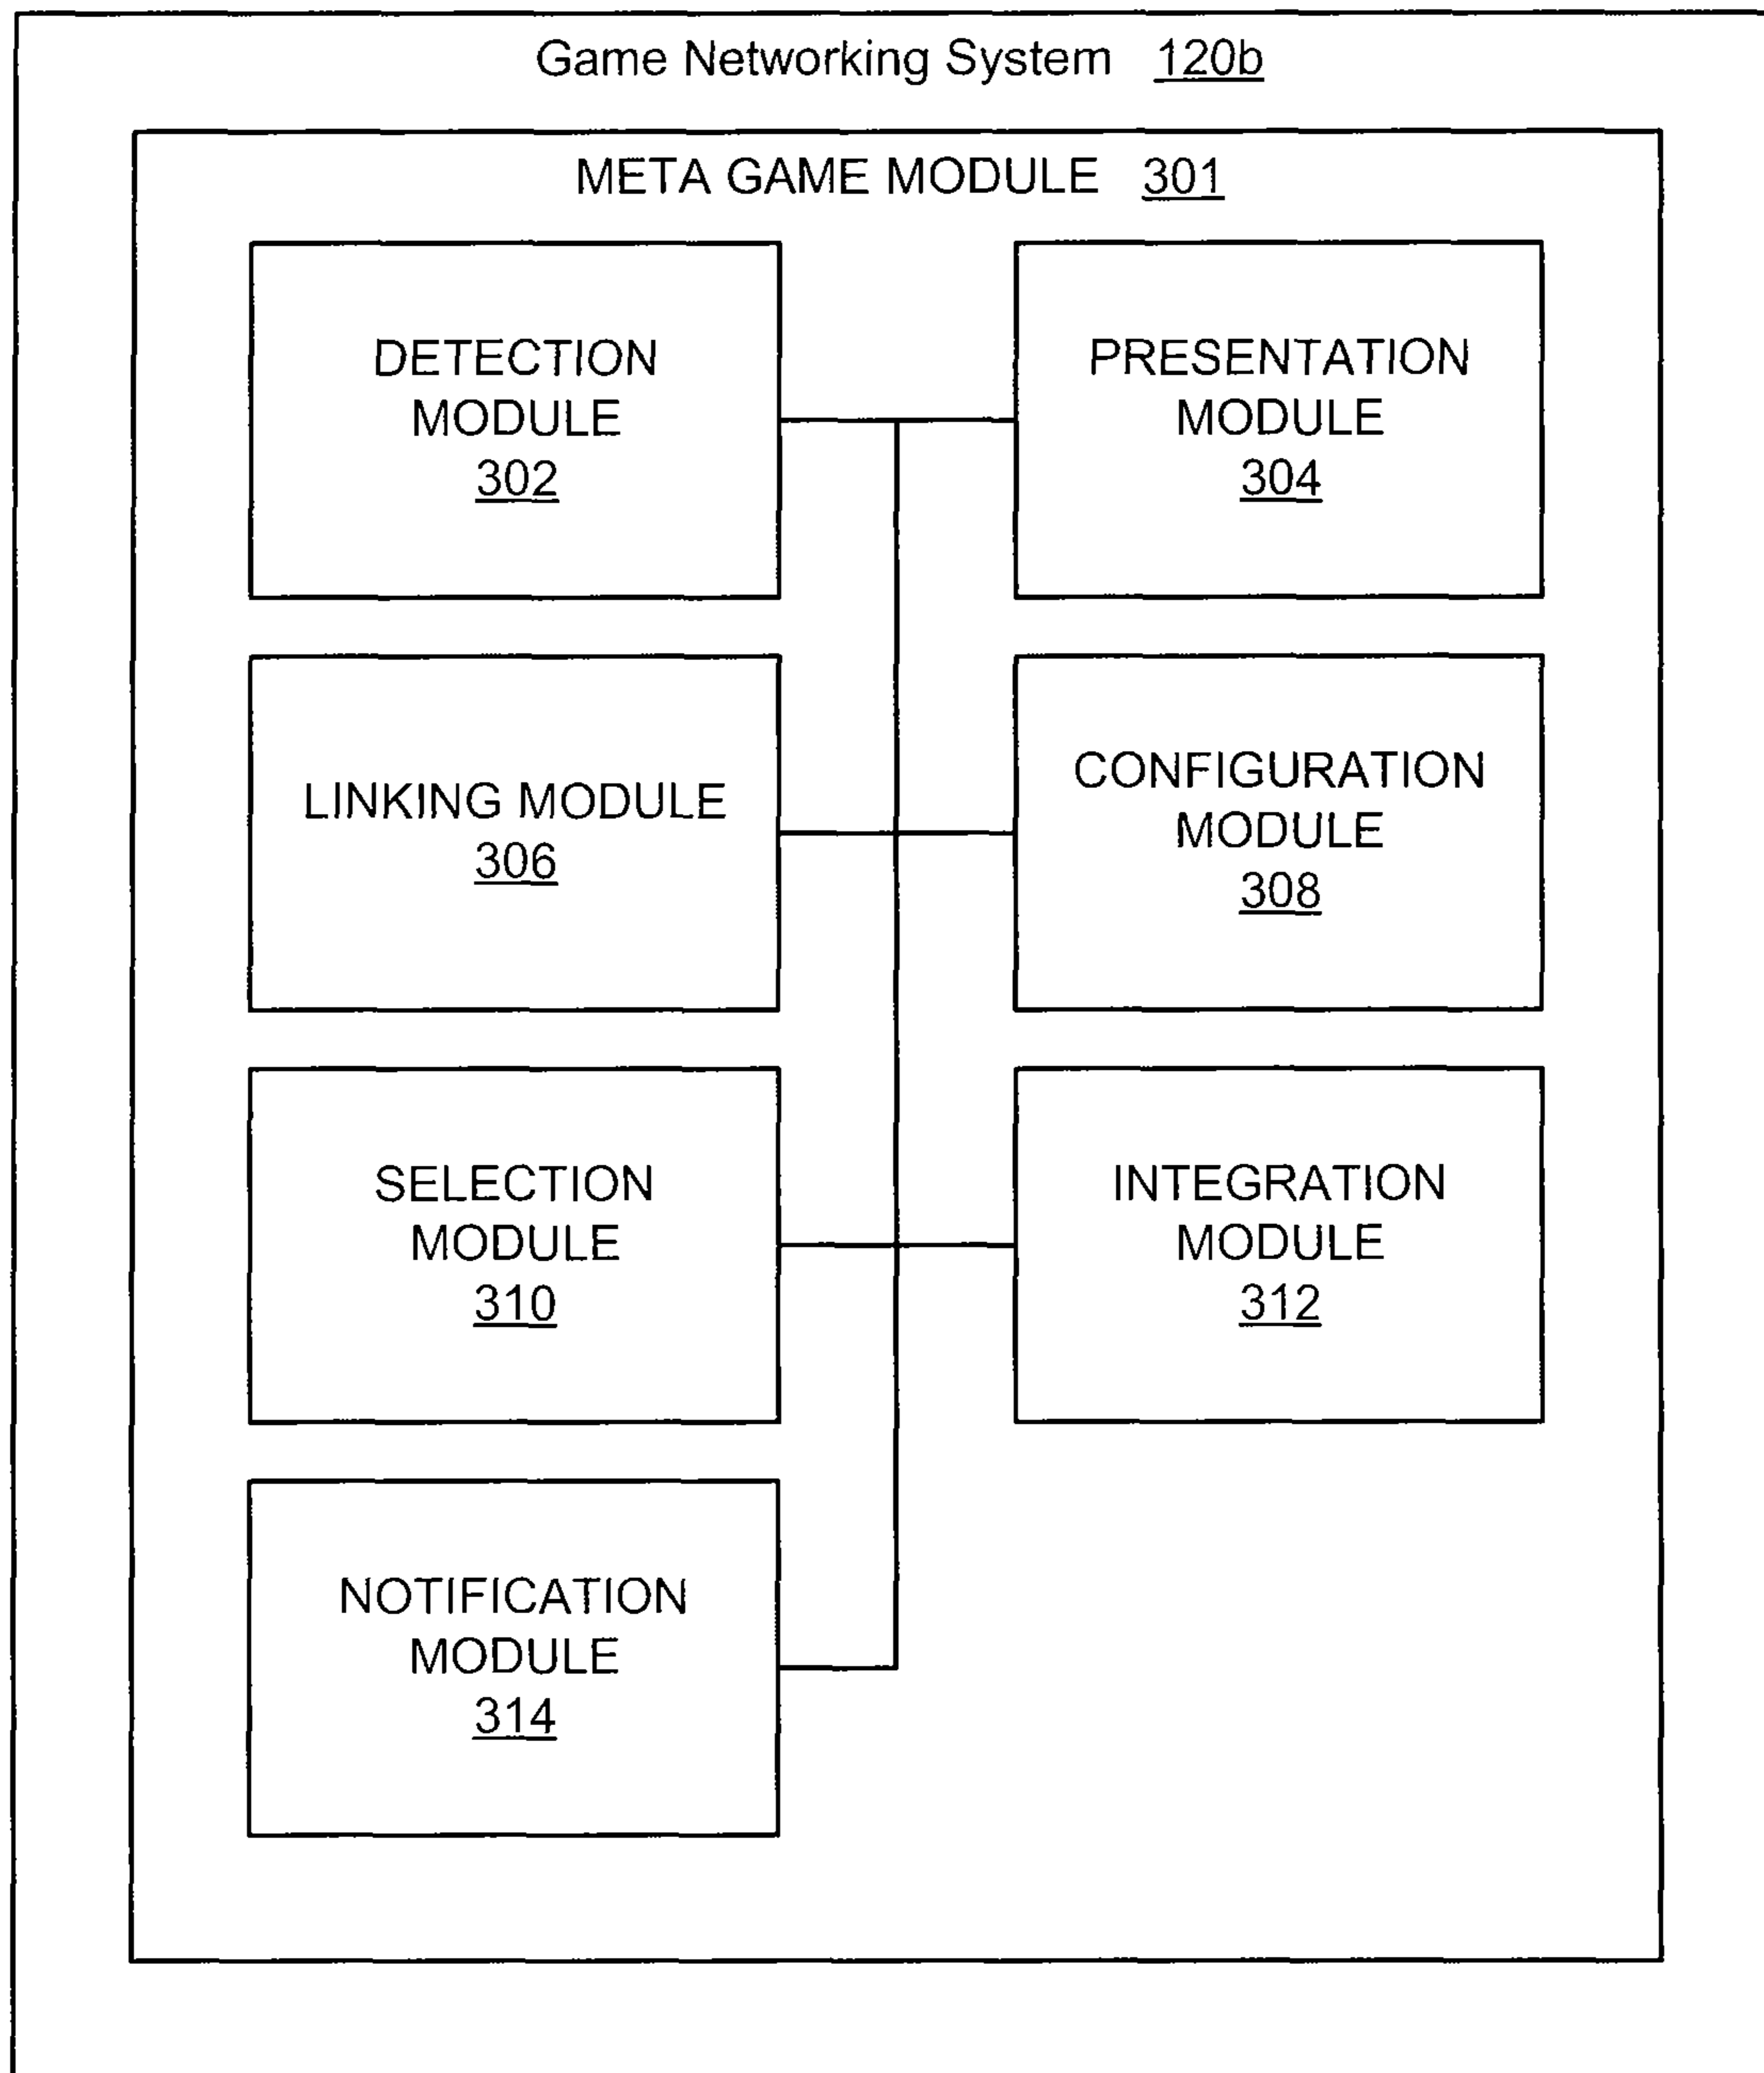 Game Networking System 120b
META GAME MODULE 301
DETECTION
MODULE
302
PRESENTATION
MODULE
304
LINKING MODULE
306
CONFIGURATION
MODULE
308
SELECTION
MODULE
310
INTEGRATION
MODULE
312
NOTIFICATION
MODULE
314